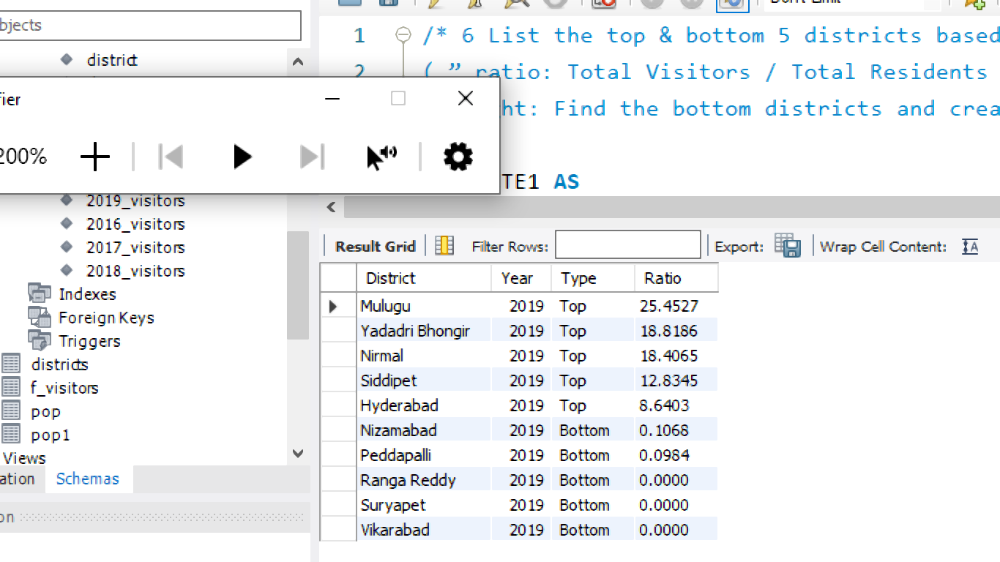 bjects
district
fier
200%
2019_visitors
2016_visitors
2017_visitors
2018_visitors
Indexes
Foreign Keys
Triggers
districts
f_visitors
pop
pop1
Views
ation Schemas
on
1 /* 6 List the top & bottom 5 districts based
2 ( ” ratio: Total Visitors / Total Residents
ht: Find the bottom districts and crea
TE1 AS
Result Grid Filter Rows: Export: Wrap Cell Content:
District Year Type Ratio
Mulugu 2019 Top 25.4527
Yadadri Bhongir 2019 Top 18.8186
Nirmal 2019 Top 18.4065
Siddipet 2019 Top 12.8345
Hyderabad 2019 Top 8.6403
Nizamabad 2019 Bottom 0.1068
Peddapalli 2019 Bottom 0.0984
Ranga Reddy 2019 Bottom 0.0000
Suryapet 2019 Bottom 0.0000
Vikarabad 2019 Bottom 0.0000